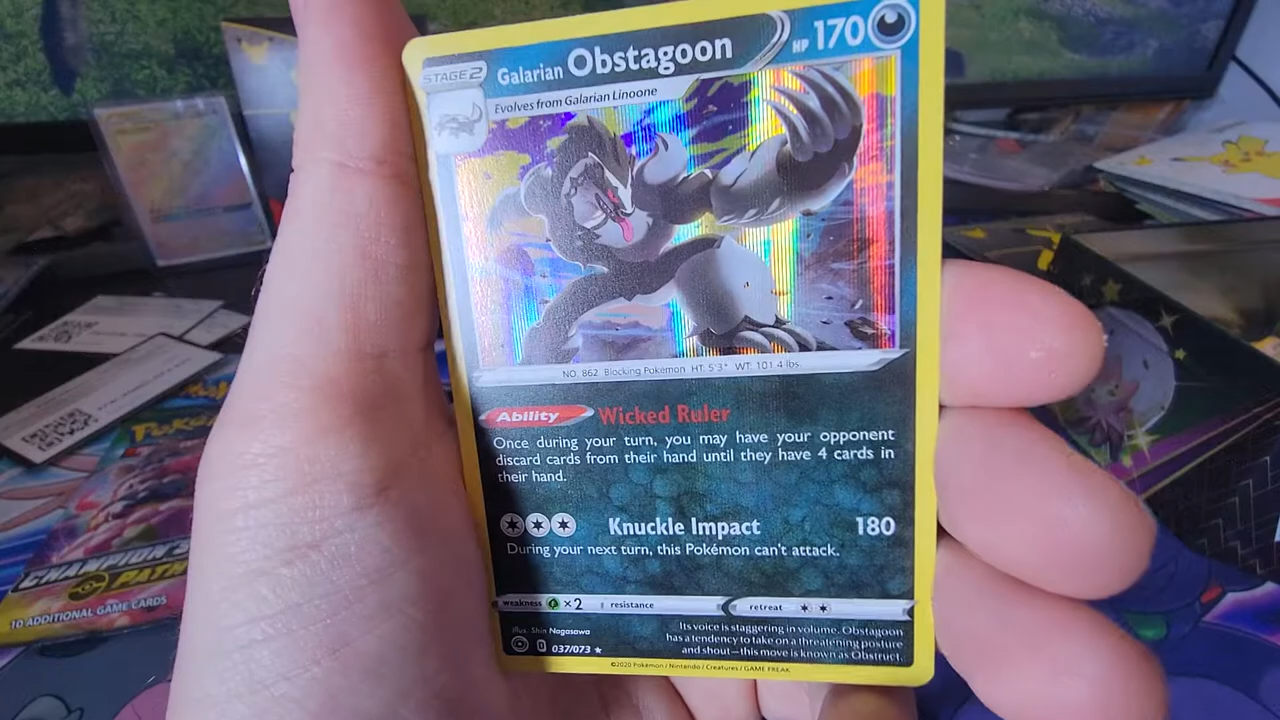 STAGE 2
Galarian Obstagoon
HP 170
Evolves from Galarian Linoone
NO. 862 Blocking Pokémon HT: 5'3" WT: 101.4 lbs.
Ability Wicked Ruler
Once during your turn, you may have your opponent
discard cards from their hand until they have 4 cards in
their hand.
Knuckle Impact 180
During your next turn, this Pokémon can't attack.
weakness ×2 resistance retreat
Illus. Shin Nagasawa
D 037/073 ★
Its voice is staggering in volume. Obstagoon
has a tendency to take on a threatening posture
and shout—this move is known as Obstruct.
©2020 Pokémon / Nintendo / Creatures / GAME FREAK
CHAMPION'S
PATH
10 ADDITIONAL GAME CARDS